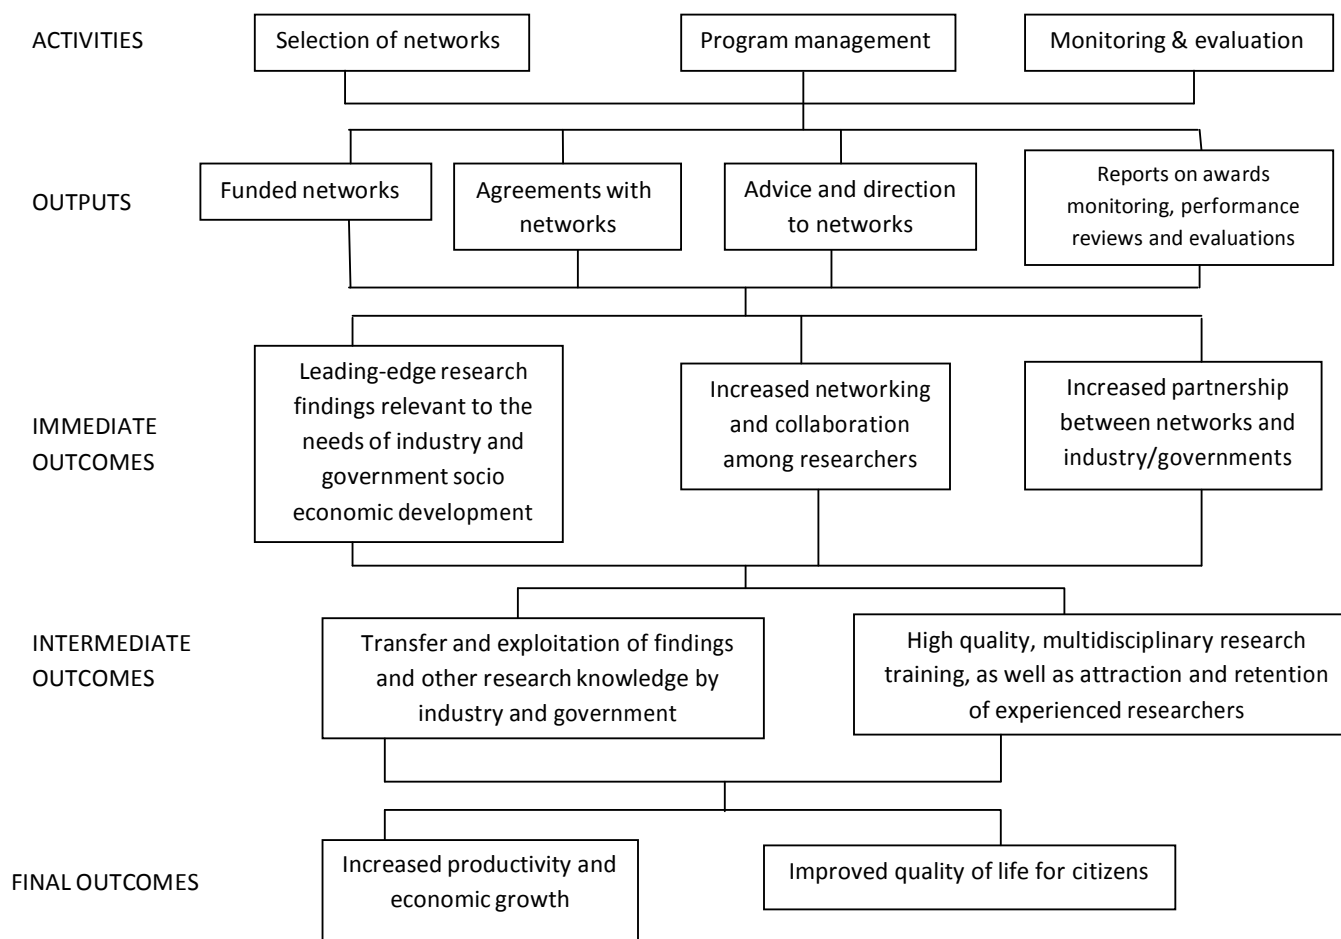 ACTIVITIES
Selection of networks
Program management
Monitoring & evaluation
OUTPUTS
Funded networks
Agreements with
networks
Advice and direction
to networks
Reports on awards
monitoring, performance
reviews and evaluations
IMMEDIATE
OUTCOMES
Leading-edge research
findings relevant to the
needs of industry and
government socio
economic development
Increased networking
and collaboration
among researchers
Increased partnership
between networks and
industry/governments
INTERMEDIATE
OUTCOMES
Transfer and exploitation of findings
and other research knowledge by
industry and government
High quality, multidisciplinary research
training, as well as attraction and retention
of experienced researchers
FINAL OUTCOMES
Increased productivity and
economic growth
Improved quality of life for citizens